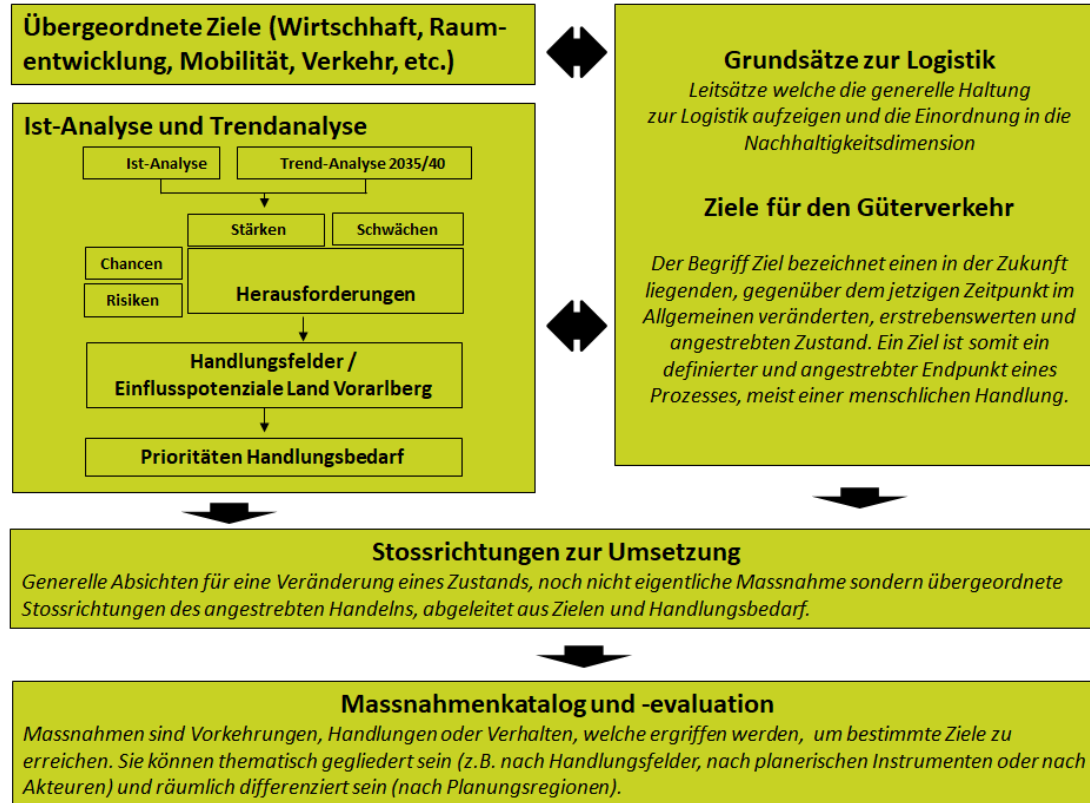 Übergeordnete Ziele (Wirtschhaft, Raum-
entwicklung, Mobilität, Verkehr, etc.)
Ist-Analyse und Trendanalyse
Ist-Analyse
Trend-Analyse 2035/40
Stärken
Schwächen
Chancen
Risiken
Herausforderungen
Handlungsfelder /
Einflusspotenziale Land Vorarlberg
Prioritäten Handlungsbedarf
Grundsätze zur Logistik
Leitsätze welche die generelle Haltung
zur Logistik aufzeigen und die Einordnung in die
Nachhaltigkeitsdimension
Ziele für den Güterverkehr
Der Begriff Ziel bezeichnet einen in der Zukunft
liegenden, gegenüber dem jetzigen Zeitpunkt im
Allgemeinen veränderten, erstrebenswerten und
angestrebten Zustand. Ein Ziel ist somit ein
definierter und angestrebter Endpunkt eines
Prozesses, meist einer menschlichen Handlung.
Stossrichtungen zur Umsetzung
Generelle Absichten für eine Veränderung eines Zustands, noch nicht eigentliche Massnahme sondern übergeordnete
Stossrichtungen des angestrebten Handelns, abgeleitet aus Zielen und Handlungsbedarf.
Massnahmenkatalog und -evaluation
Massnahmen sind Vorkehrungen, Handlungen oder Verhalten, welche ergriffen werden, um bestimmte Ziele zu
erreichen. Sie können thematisch gegliedert sein (z.B. nach Handlungsfelder, nach planerischen Instrumenten oder nach
Akteuren) und räumlich differenziert sein (nach Planungsregionen).